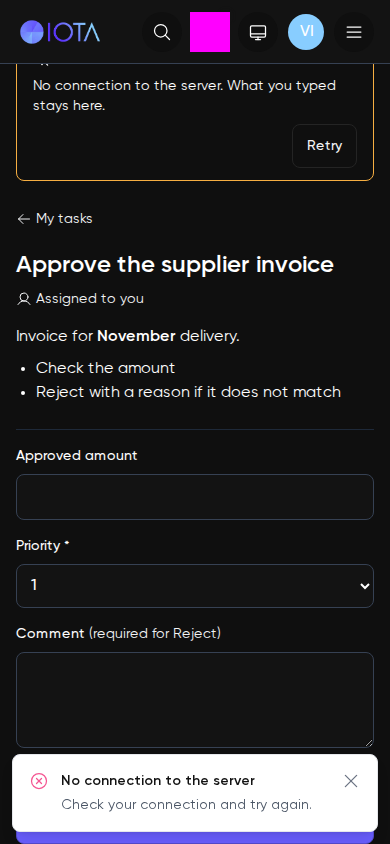 IOTA
VI
No connection to the server. What you typed
stays here.
Retry
My tasks
Approve the supplier invoice
Assigned to you
Invoice for November delivery.
• Check the amount
• Reject with a reason if it does not match
Approved amount
Priority *
1
Comment (required for Reject)
No connection to the server
Check your connection and try again.